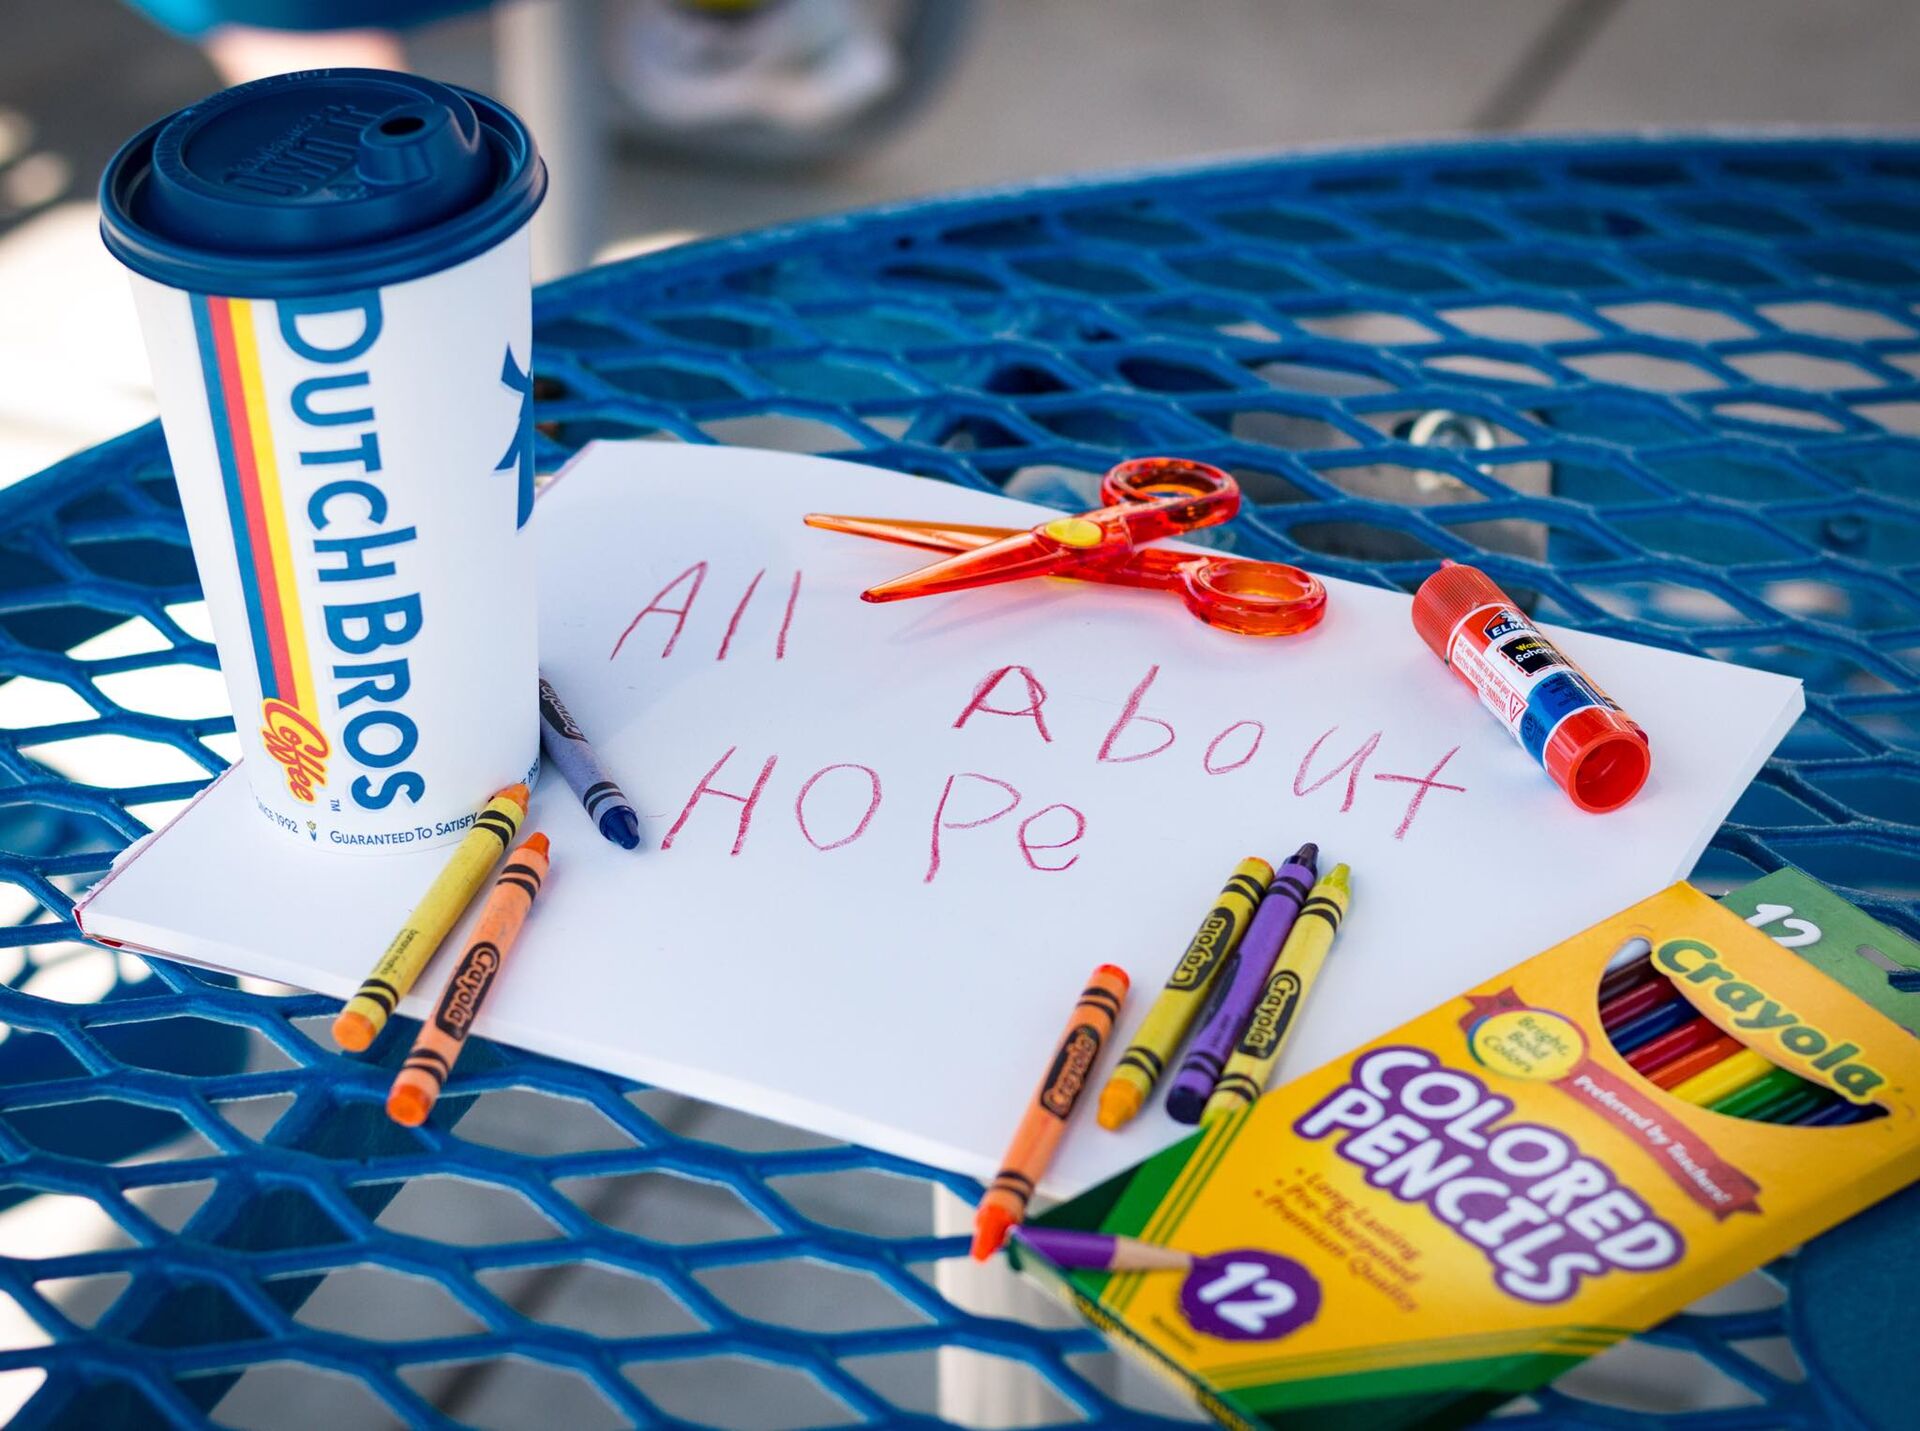 DUTCH BROS
Coffee
TM
SINCE 1992
GUARANTEED TO SATISFY
All
About
HOPe
ELMER'S
Crayola
Crayola
Crayola
Crayola
12
Crayola
Bright, Bold
Colors
Preferred by Teachers!
COLORED
PENCILS
• Long-Lasting
• Pre-Sharpened
• Premium Quality
12